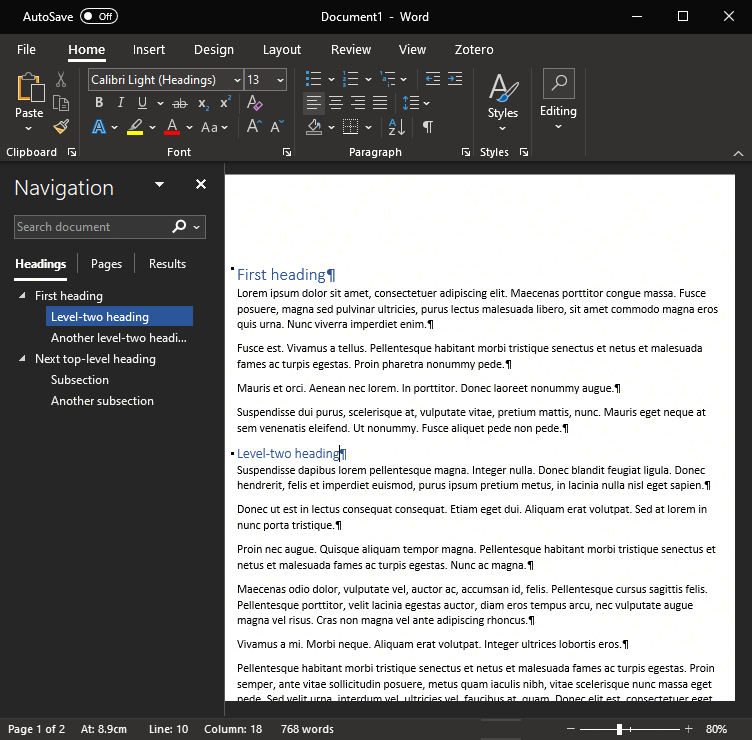 AutoSave Off Document1 - Word
File Home Insert Design Layout Review View Zotero
Calibri Light (Headings) 13
B I U ab x₂ x²
Paste Styles Editing
A A Aa A A A Z ¶
Clipboard Font Paragraph Styles
Navigation
Search document
Headings Pages Results
First heading
Level-two heading
Another level-two headi...
Next top-level heading
Subsection
Another subsection
First heading¶
Lorem ipsum dolor sit amet, consectetuer adipiscing elit. Maecenas porttitor congue massa. Fusce
posuere, magna sed pulvinar ultricies, purus lectus malesuada libero, sit amet commodo magna eros
quis urna. Nunc viverra imperdiet enim.¶
Fusce est. Vivamus a tellus. Pellentesque habitant morbi tristique senectus et netus et malesuada
fames ac turpis egestas. Proin pharetra nonummy pede.¶
Mauris et orci. Aenean nec lorem. In porttitor. Donec laoreet nonummy augue.¶
Suspendisse dui purus, scelerisque at, vulputate vitae, pretium mattis, nunc. Mauris eget neque at
sem venenatis eleifend. Ut nonummy. Fusce aliquet pede non pede.¶
Level-two heading¶
Suspendisse dapibus lorem pellentesque magna. Integer nulla. Donec blandit feugiat ligula. Donec
hendrerit, felis et imperdiet euismod, purus ipsum pretium metus, in lacinia nulla nisl eget sapien.¶
Donec ut est in lectus consequat consequat. Etiam eget dui. Aliquam erat volutpat. Sed at lorem in
nunc porta tristique.¶
Proin nec augue. Quisque aliquam tempor magna. Pellentesque habitant morbi tristique senectus et
netus et malesuada fames ac turpis egestas. Nunc ac magna.¶
Maecenas odio dolor, vulputate vel, auctor ac, accumsan id, felis. Pellentesque cursus sagittis felis.
Pellentesque porttitor, velit lacinia egestas auctor, diam eros tempus arcu, nec vulputate augue
magna vel risus. Cras non magna vel ante adipiscing rhoncus.¶
Vivamus a mi. Morbi neque. Aliquam erat volutpat. Integer ultrices lobortis eros.¶
Pellentesque habitant morbi tristique senectus et netus et malesuada fames ac turpis egestas. Proin
semper, ante vitae sollicitudin posuere, metus quam iaculis nibh, vitae scelerisque nunc massa eget
pede. Sed velit urna, interdum vel, ultricies vel, faucibus at, quam. Donec elit est, consectetuer eget,
Page 1 of 2 At: 8.9cm Line: 10 Column: 18 768 words 80%